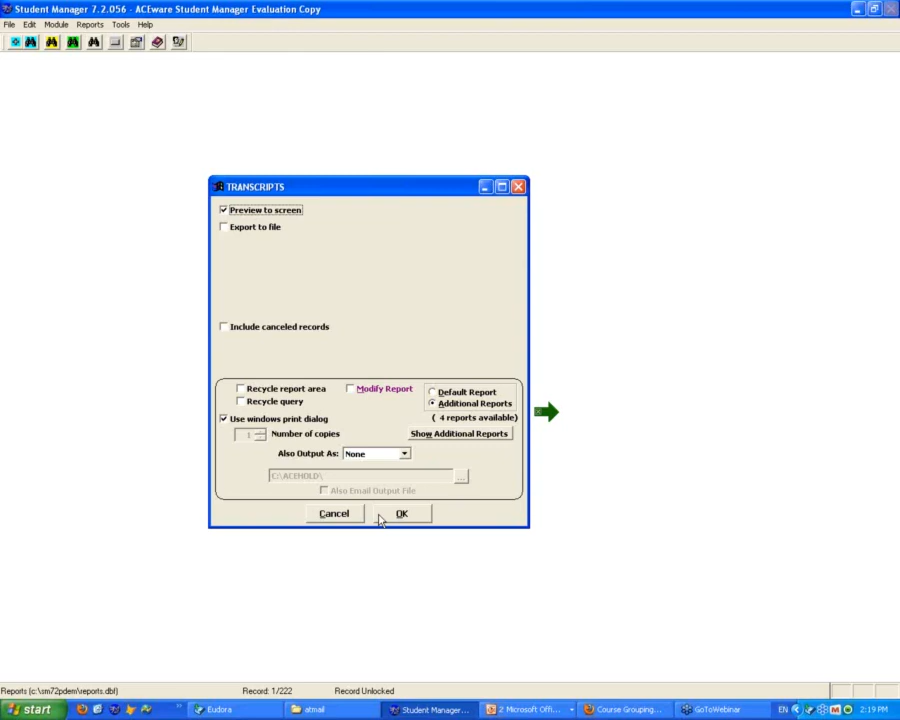 Student Manager 7.2.056 - ACEware Student Manager Evaluation Copy
File Edit Module Reports Tools Help
TRANSCRIPTS
Preview to screen
Export to file
Include canceled records
Recycle report area
Modify Report
Default Report
Recycle query
Additional Reports
Use windows print dialog
( 4 reports available)
1 Number of copies
Show Additional Reports
Also Output As: None
C:\ACEHOLD\ ...
Also Email Output File
Cancel OK
Reports (c:\sm72pdem\reports.dbf) Record: 1/222 Record Unlocked
start » Eudora atmail Student Manager... 2 Microsoft Offi... Course Grouping... GoToWebinar EN 2:19 PM